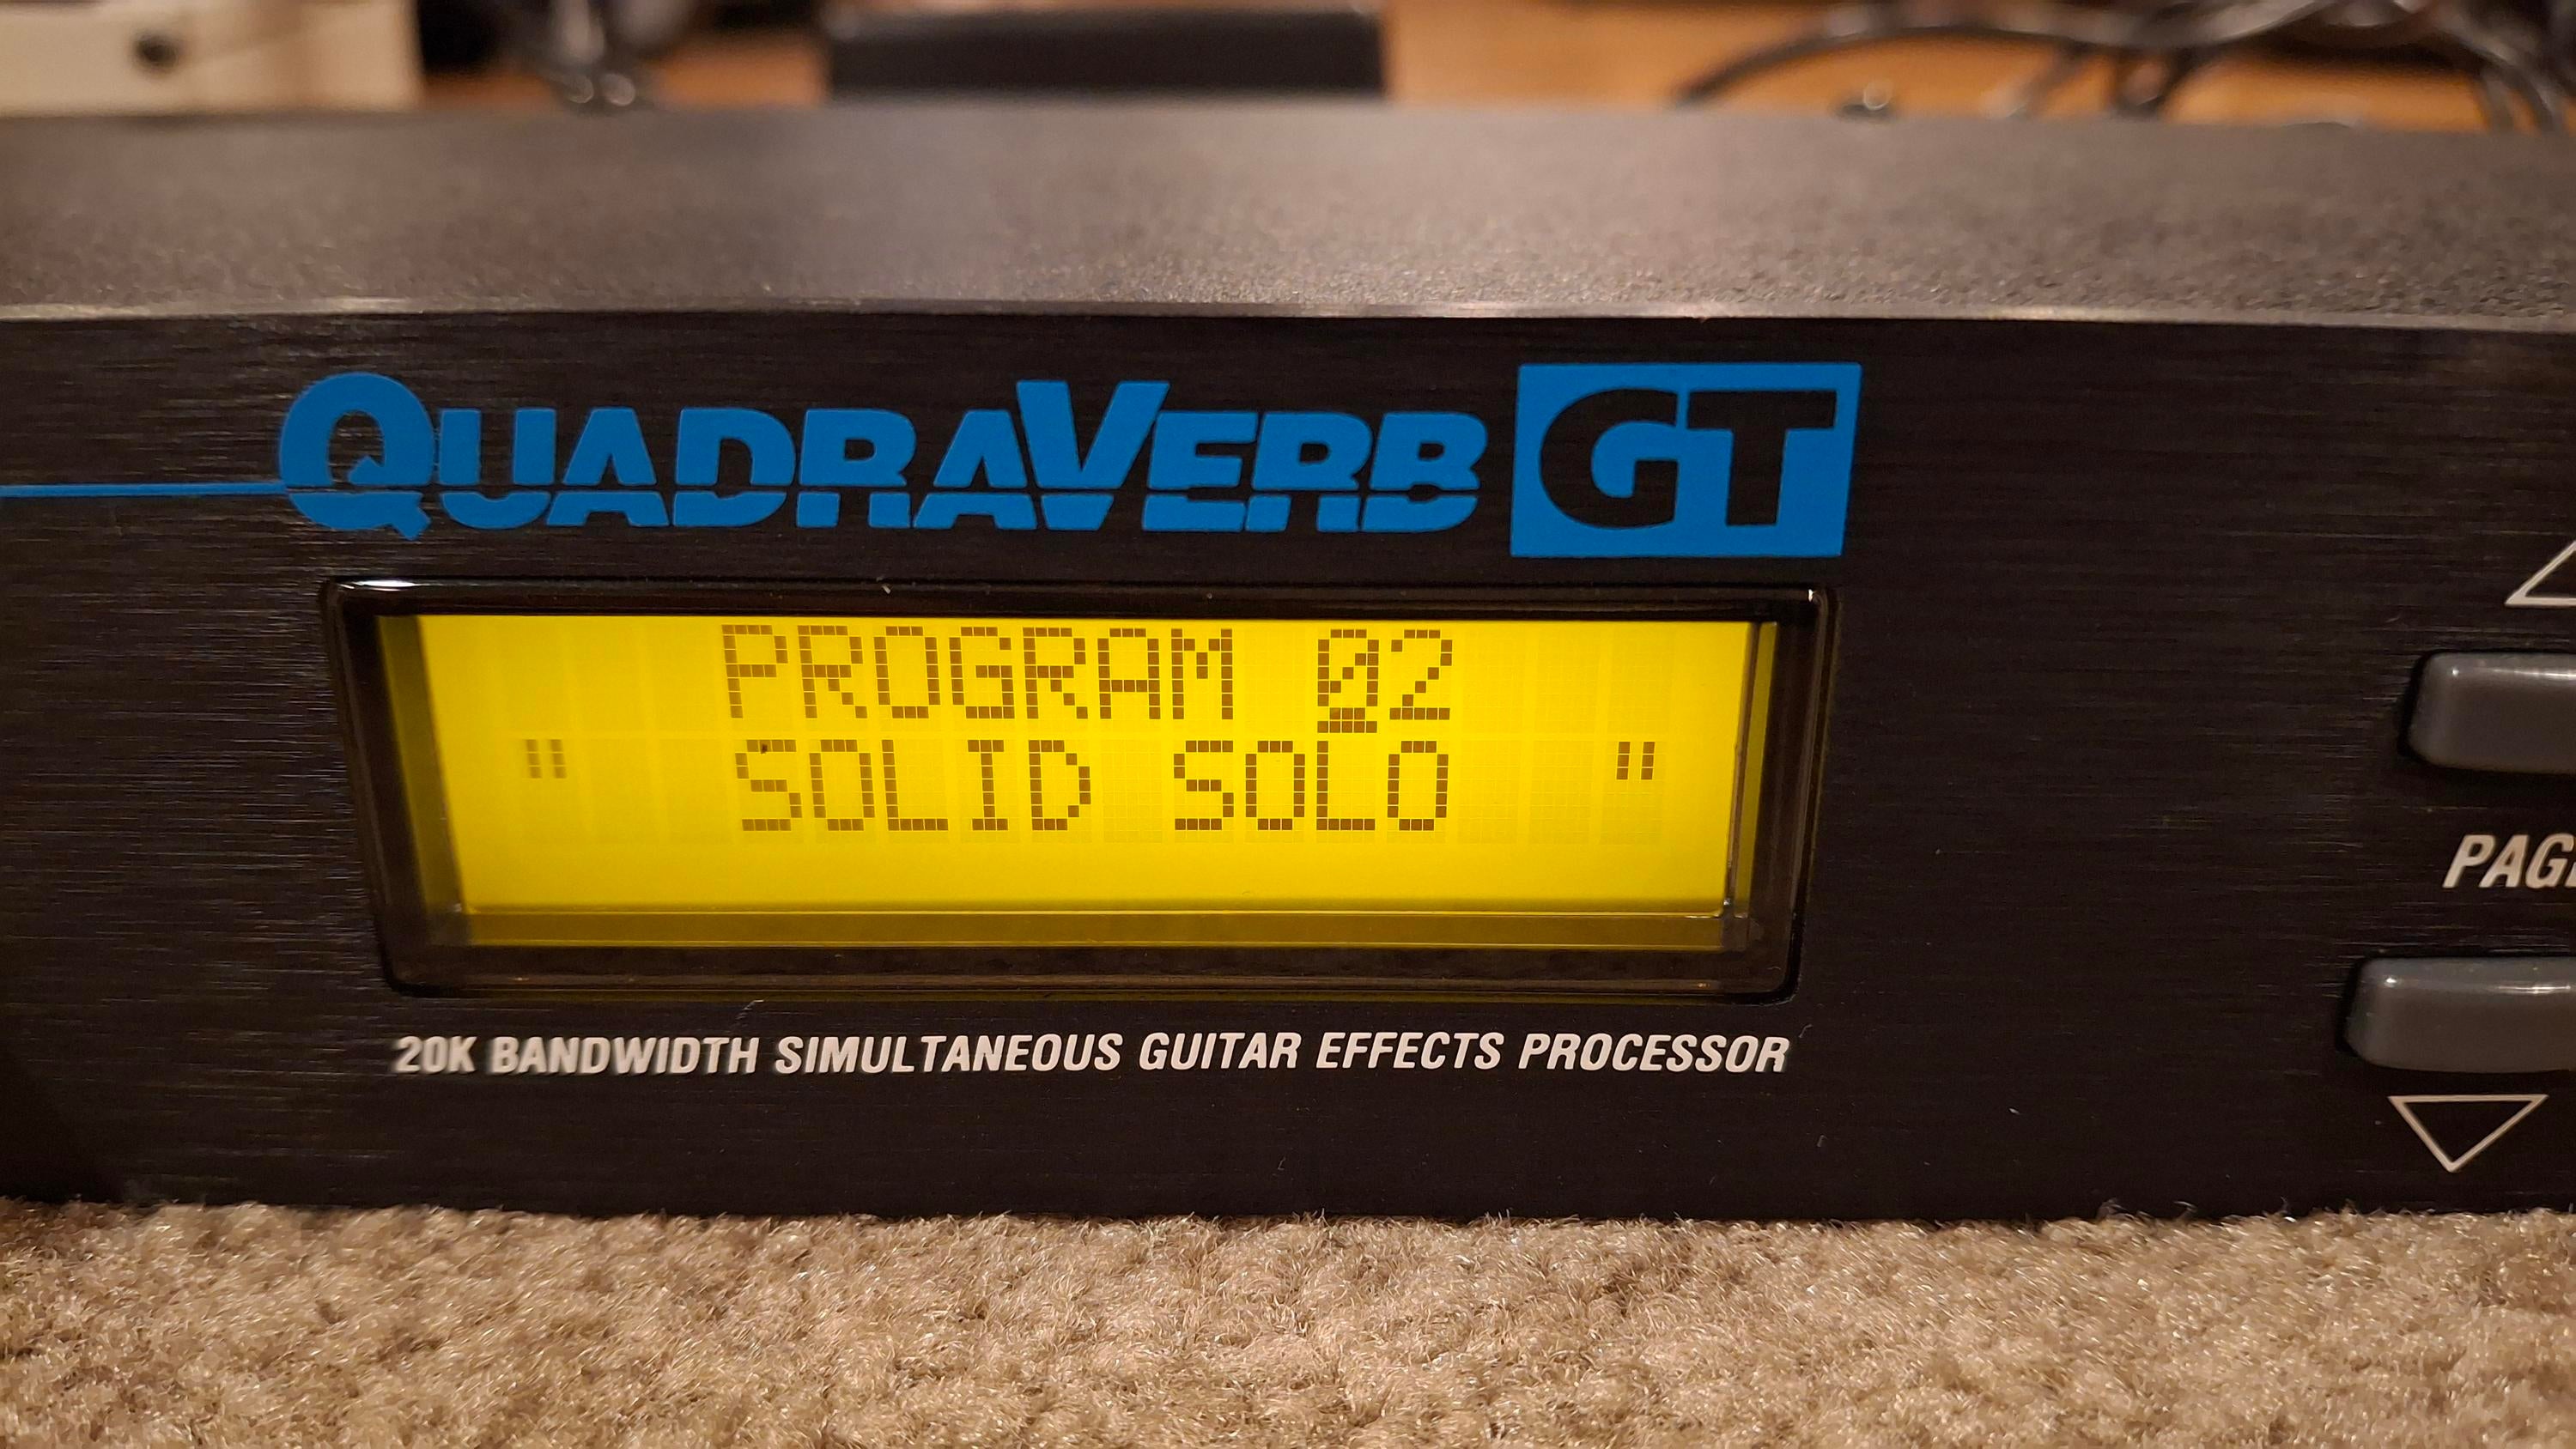 QUADRAVERB GT
PROGRAM 02
" SOLID SOLO "
20K BANDWIDTH SIMULTANEOUS GUITAR EFFECTS PROCESSOR